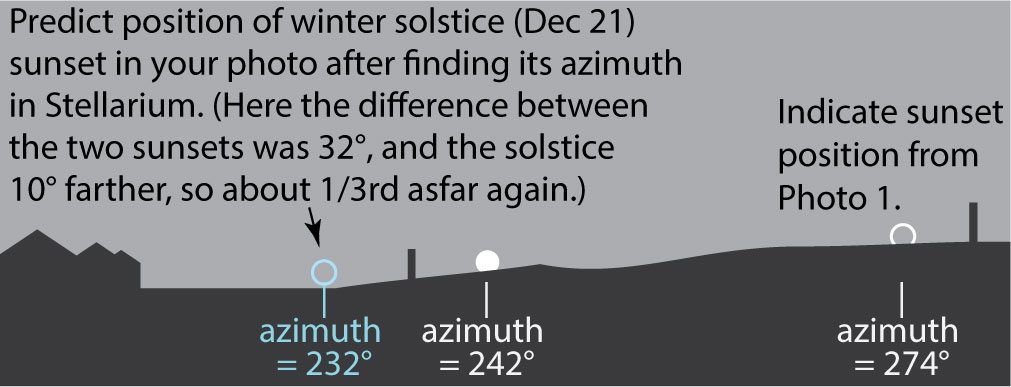 Predict position of winter solstice (Dec 21)
sunset in your photo after finding its azimuth
in Stellarium. (Here the difference between
the two sunsets was 32°, and the solstice
10° farther, so about 1/3rd asfar again.)
Indicate sunset
position from
Photo 1.
azimuth
= 232°
azimuth
= 242°
azimuth
= 274°